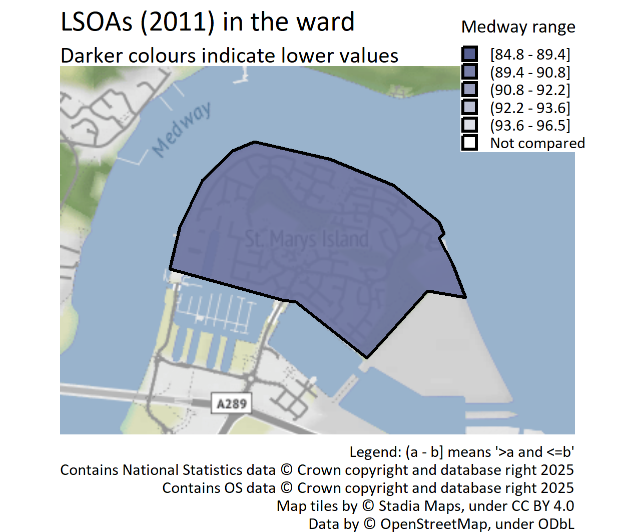 LSOAs (2011) in the ward
Darker colours indicate lower values
Medway range
[84.8 - 89.4]
(89.4 - 90.8]
(90.8 - 92.2]
(92.2 - 93.6]
(93.6 - 96.5]
Not compared
Medway
St. Marys Island
A289
Legend: (a - b] means '>a and <=b'
Contains National Statistics data © Crown copyright and database right 2025
Contains OS data © Crown copyright and database right 2025
Map tiles by © Stadia Maps, under CC BY 4.0
Data by © OpenStreetMap, under ODbL